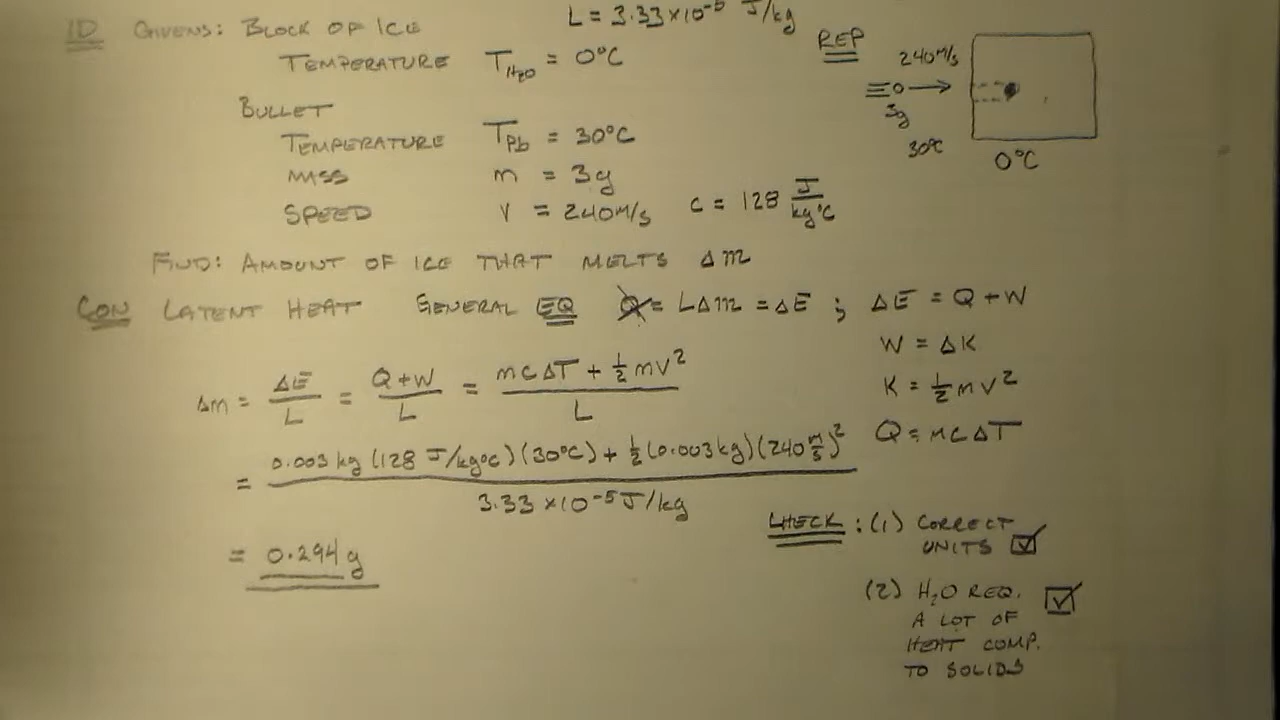 L = 3.33×10⁻⁵ J/kg
ID GIVENS: BLOCK OF ICE
TEMPERATURE T_H₂O = 0°C
BULLET
TEMPERATURE T_Pb = 30°C
MASS m = 3g
SPEED V = 240M/S C = 128 J/kg°C
REP
240M/S
3g
30°C
0°C
FIND: AMOUNT OF ICE THAT MELTS Δm
CON LATENT HEAT GENERAL EQ Q = LΔm = ΔE ; ΔE = Q + W
W = ΔK
K = ½mv²
Q = MCΔT
Δm = ΔE/L = Q+W/L = MCΔT + ½mv²/L
= 0.003 kg (128 J/kg°C)(30°C) + ½(0.003kg)(240 m/s)² / 3.33×10⁻⁵ J/kg
= 0.294 g
CHECK: (1) CORRECT
UNITS ☑
(2) H₂O REQ. ☑
A LOT OF
HEAT COMP.
TO SOLIDS